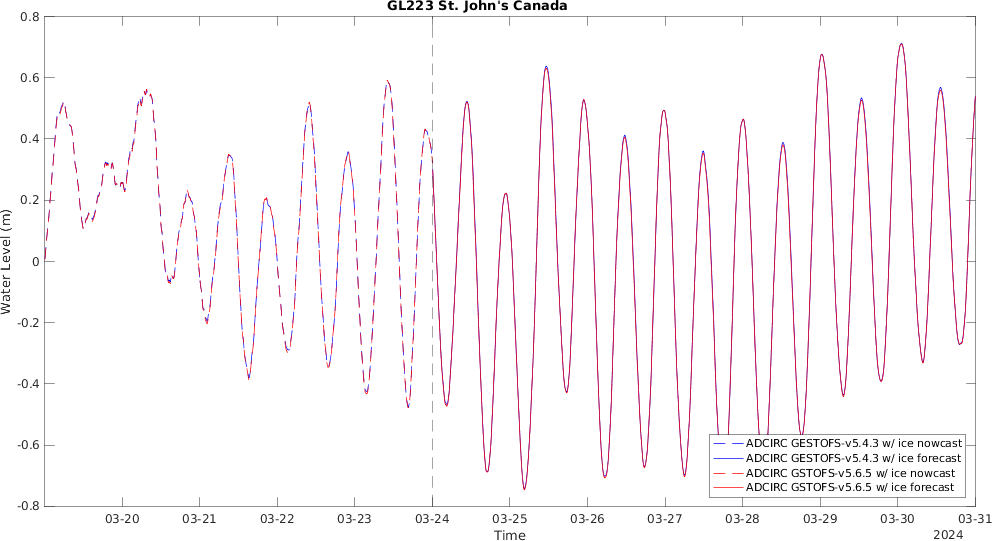 GL223 St. John's Canada
0.8
0.6
0.4
0.2
0
-0.2
-0.4
-0.6
-0.8
Water Level (m)
ADCIRC GESTOFS-v5.4.3 w/ ice nowcast
ADCIRC GESTOFS-v5.4.3 w/ ice forecast
ADCIRC GSTOFS-v5.6.5 w/ ice nowcast
ADCIRC GSTOFS-v5.6.5 w/ ice forecast
03-20 03-21 03-22 03-23 03-24 03-25 03-26 03-27 03-28 03-29 03-30 03-31
Time
2024